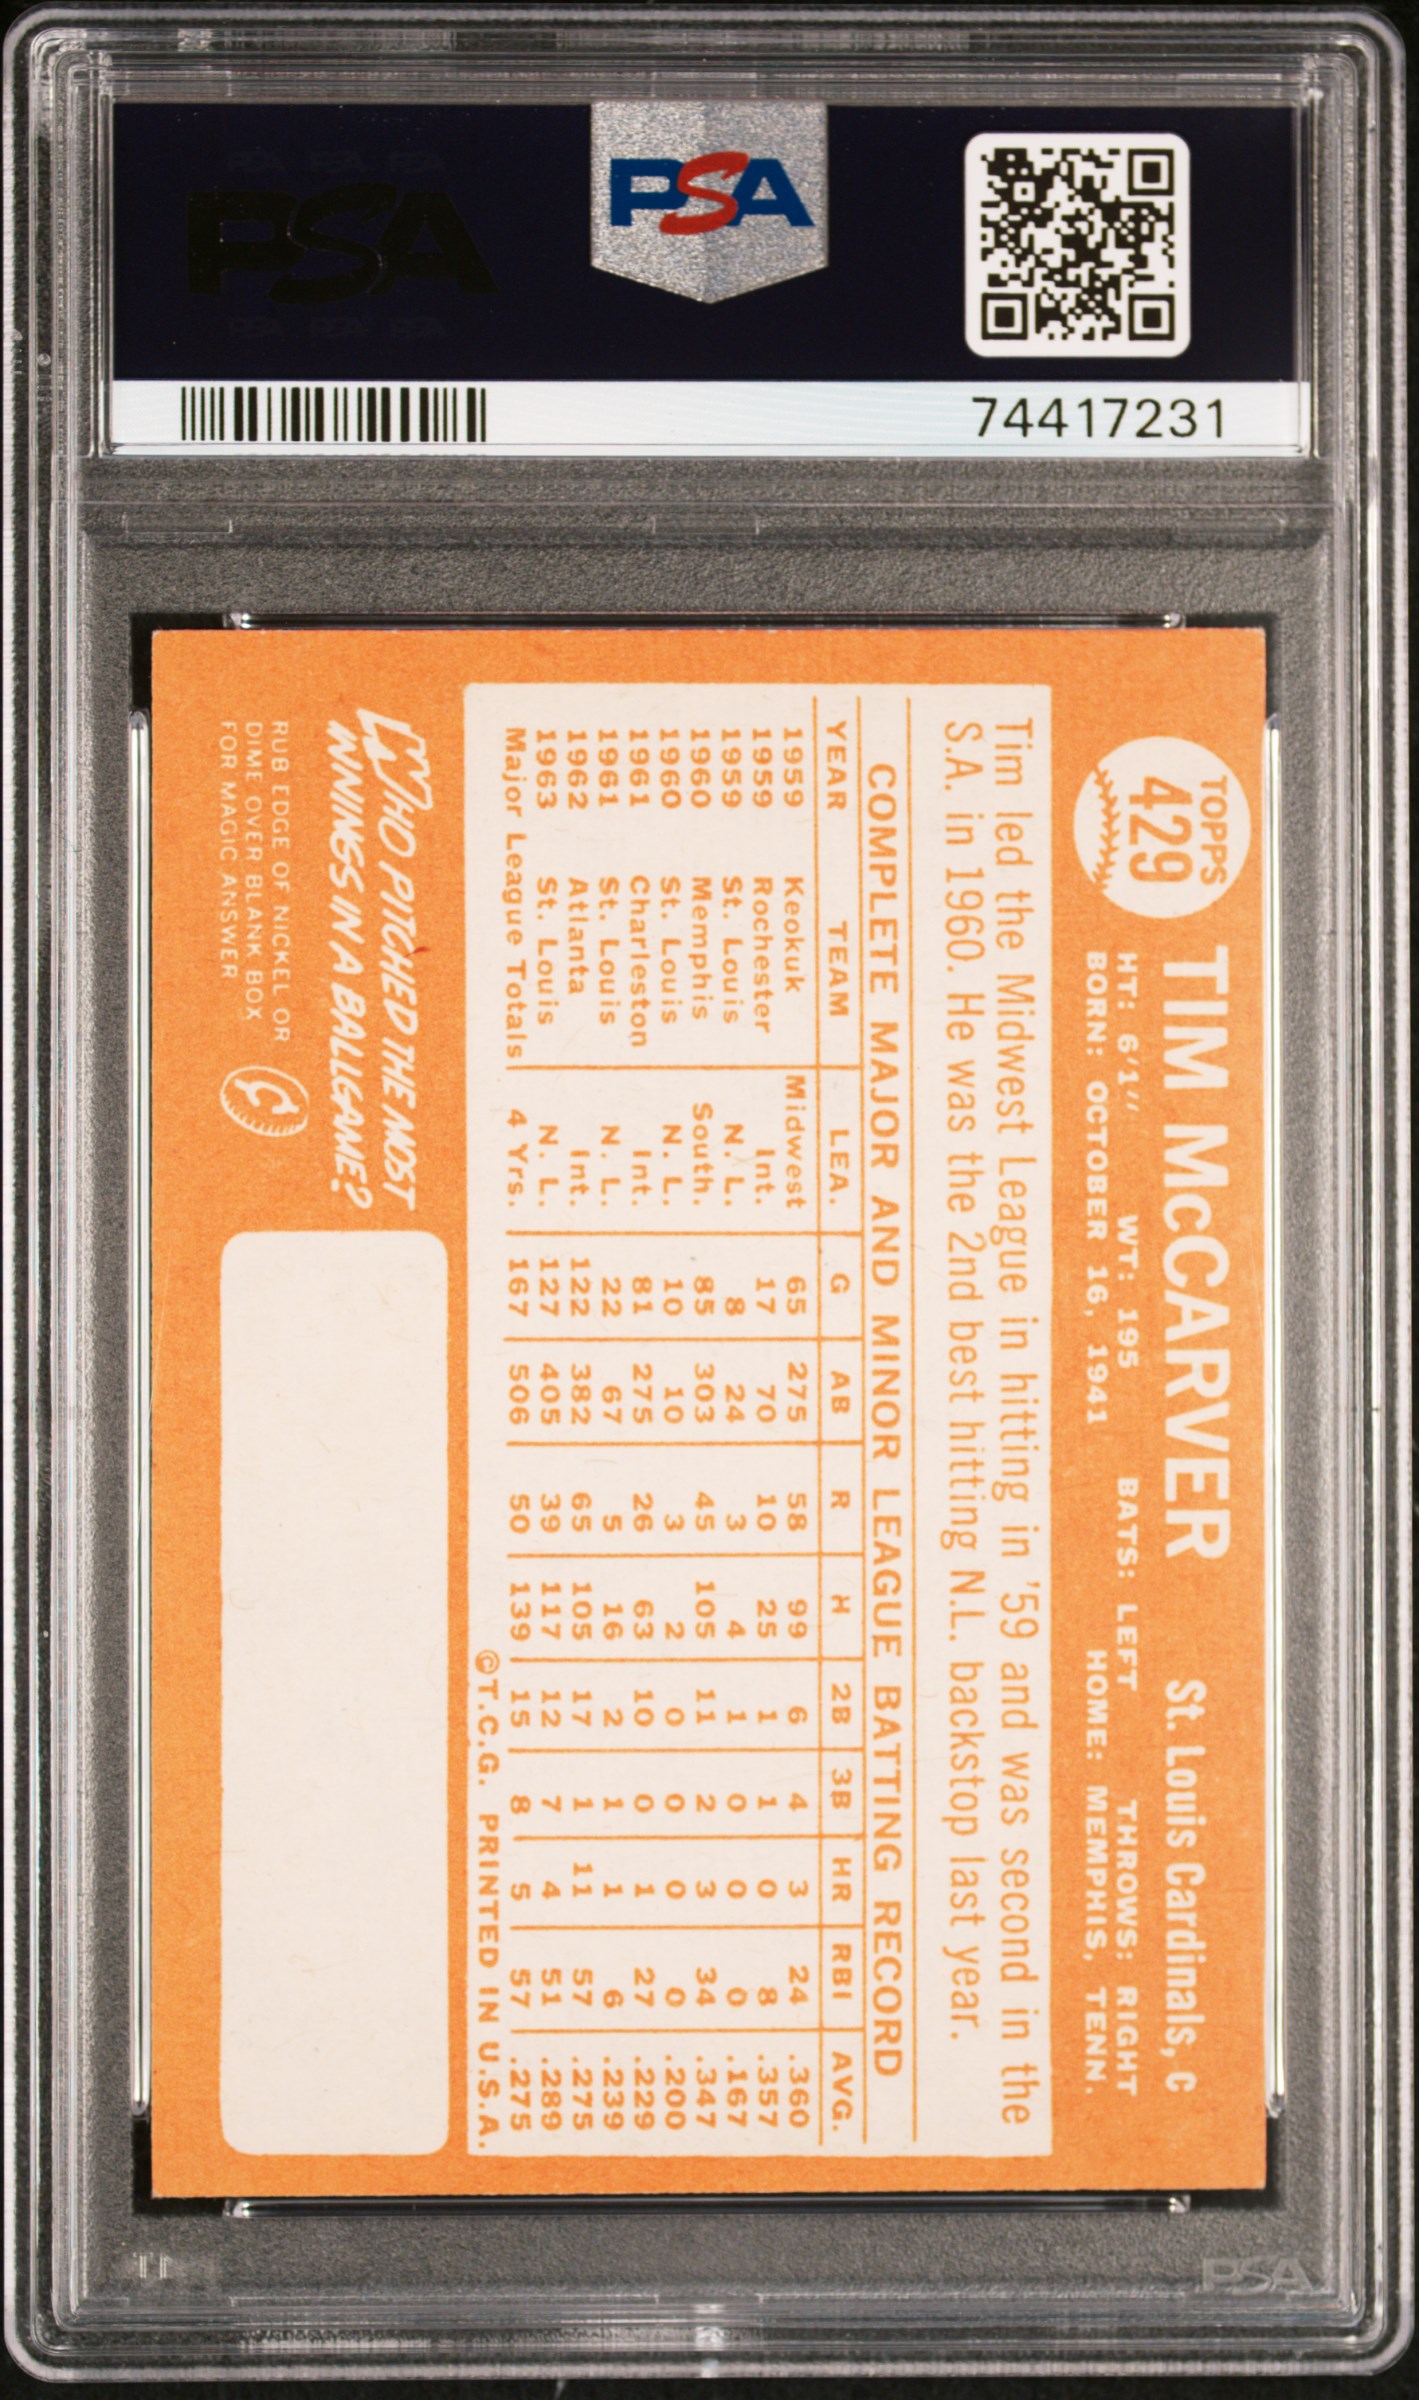 PSA PSA PSA
PSA
PSA PSA PSA
PSA
74417231
TOPPS
429
TIM McCARVER St. Louis Cardinals, c
HT: 6'1" WT: 195 BATS: LEFT THROWS: RIGHT
BORN: OCTOBER 16, 1941 HOME: MEMPHIS, TENN.
Tim led the Midwest League in hitting in '59 and was second in the
S.A. in 1960. He was the 2nd best hitting N.L. backstop last year.
COMPLETE MAJOR AND MINOR LEAGUE BATTING RECORD
YEAR TEAM LEA. G AB R H 2B 3B HR RBI AVG.
1959 Keokuk Midwest 65 275 58 99 6 4 3 24 .360
1959 Rochester Int. 17 70 10 25 1 1 0 8 .357
1959 St. Louis N.L. 8 24 3 4 1 0 0 0 .167
1960 Memphis South. 85 303 45 105 11 2 3 34 .347
1960 St. Louis N. L. 10 10 3 2 0 0 0 0 .200
1961 Charleston Int. 81 275 26 63 10 0 1 27 .229
1961 St. Louis N. L. 22 67 5 16 2 1 1 6 .239
1962 Atlanta Int. 122 382 65 105 17 1 11 57 .275
1963 St. Louis N. L. 127 405 39 117 12 7 4 51 .289
Major League Totals 4 Yrs. 167 506 50 139 15 8 5 57 .275
©T.C.G. PRINTED IN U.S.A.
WHO PITCHED THE MOST
INNINGS IN A BALLGAME?
RUB EDGE OF NICKEL OR
DIME OVER BLANK BOX
FOR MAGIC ANSWER
C
PSA